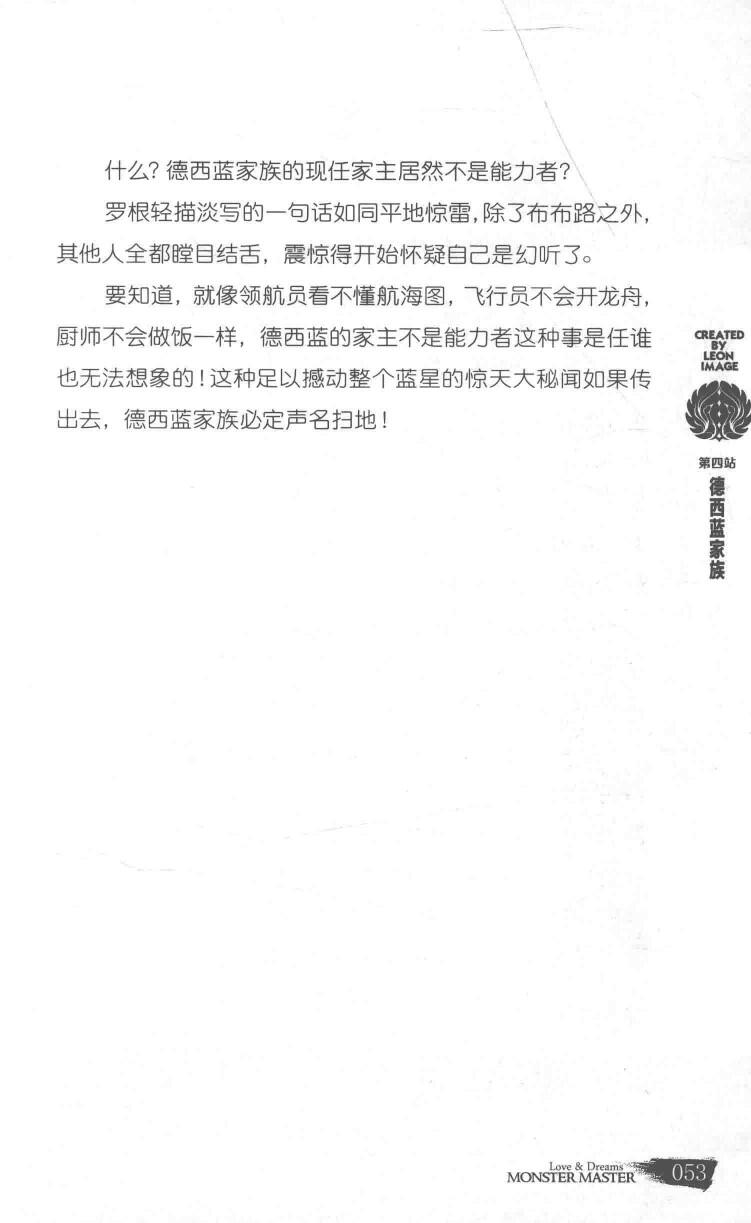 什么？德西蓝家族的现任家主居然不是能力者？
罗根轻描淡写的一句话如同平地惊雷，除了布布路之外，
其他人全都瞠目结舌，震惊得开始怀疑自己是幻听了。
要知道，就像领航员看不懂航海图，飞行员不会开龙舟，
厨师不会做饭一样，德西蓝的家主不是能力者这种事是任谁
也无法想象的！这种足以撼动整个蓝星的惊天大秘闻如果传
出去，德西蓝家族必定声名扫地！
CREATED
BY
LEON
IMAGE
第四站
德西蓝家族
Love & Dreams
MONSTER MASTER
053